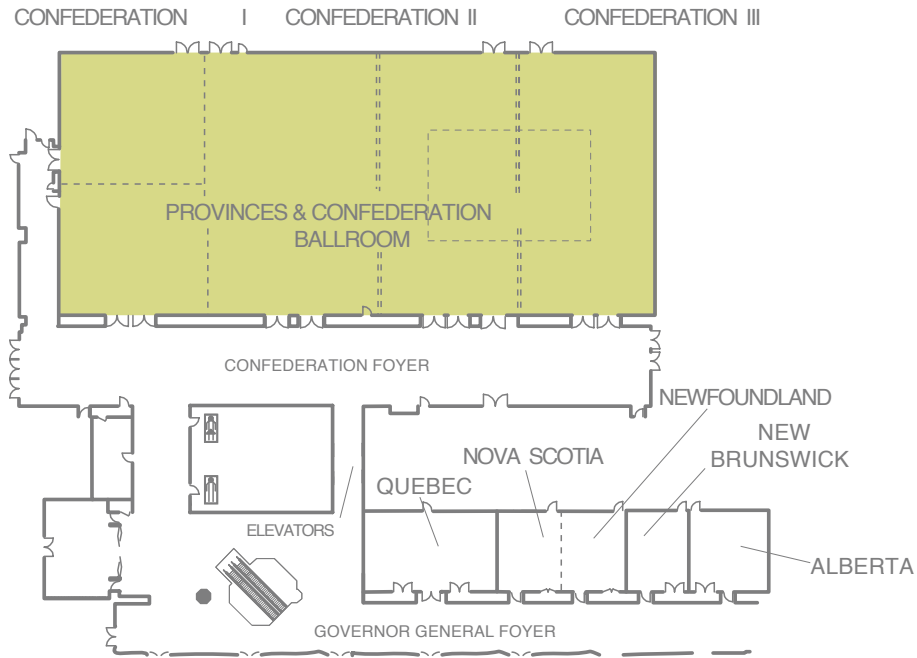 CONFEDERATION I CONFEDERATION II CONFEDERATION III
PROVINCES & CONFEDERATION
BALLROOM
CONFEDERATION FOYER
NEWFOUNDLAND
NEW
BRUNSWICK
NOVA SCOTIA
QUEBEC
ELEVATORS
ALBERTA
GOVERNOR GENERAL FOYER